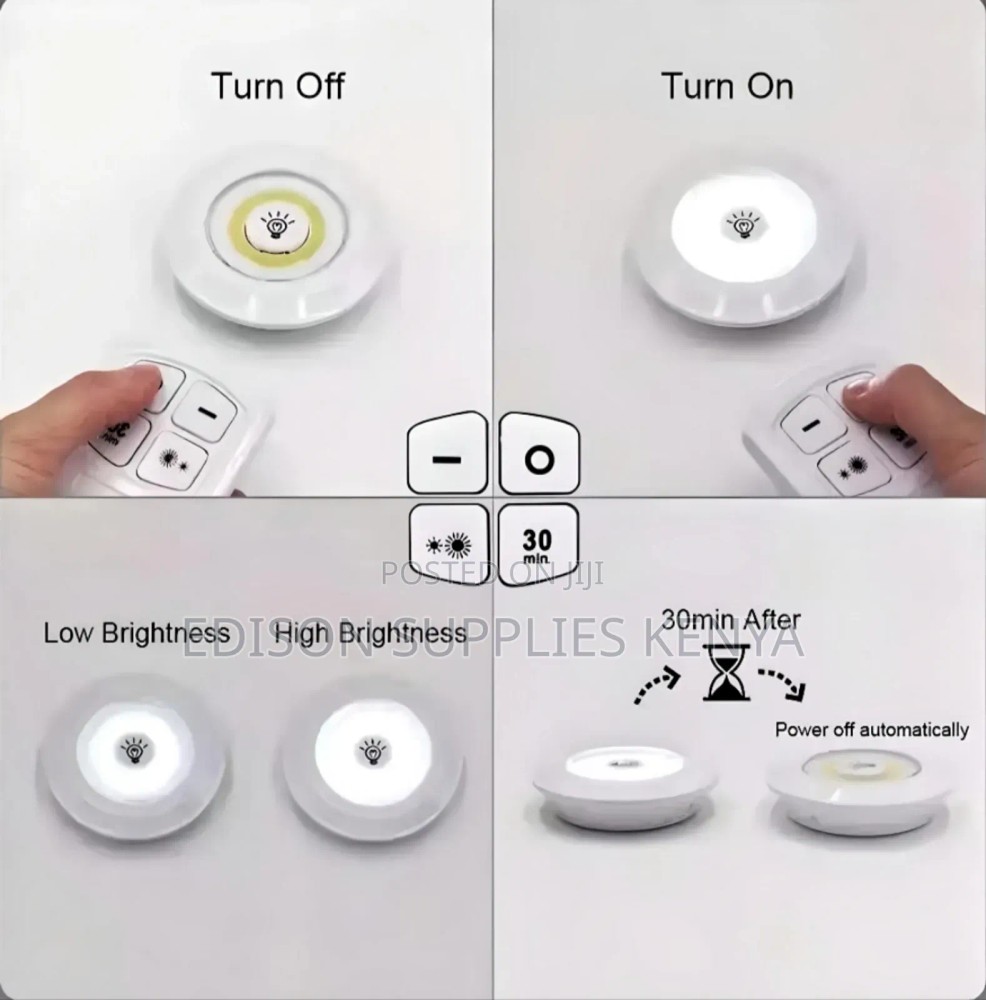 Turn Off
Turn On
30
min
POSTED ON JIJI
Low Brightness
High Brightness
30min After
EDISON SUPPLIES KENYA
Power off automatically